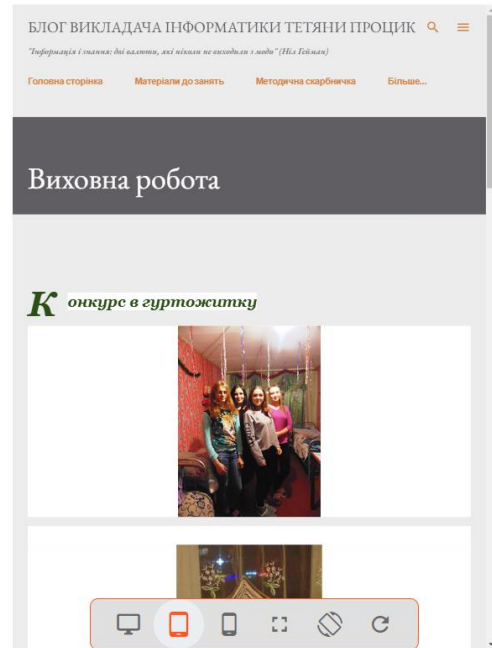 БЛОГ ВИКЛАДАЧА ІНФОРМАТИКИ ТЕТЯНИ ПРОЦИК
"Інформація і знання: дві валюти, які ніколи не виходили з моди" (Ніл Гейман)
Головна сторінка Матеріали до занять Методична скарбничка Більше...
Виховна робота
Конкурс в гуртожитку